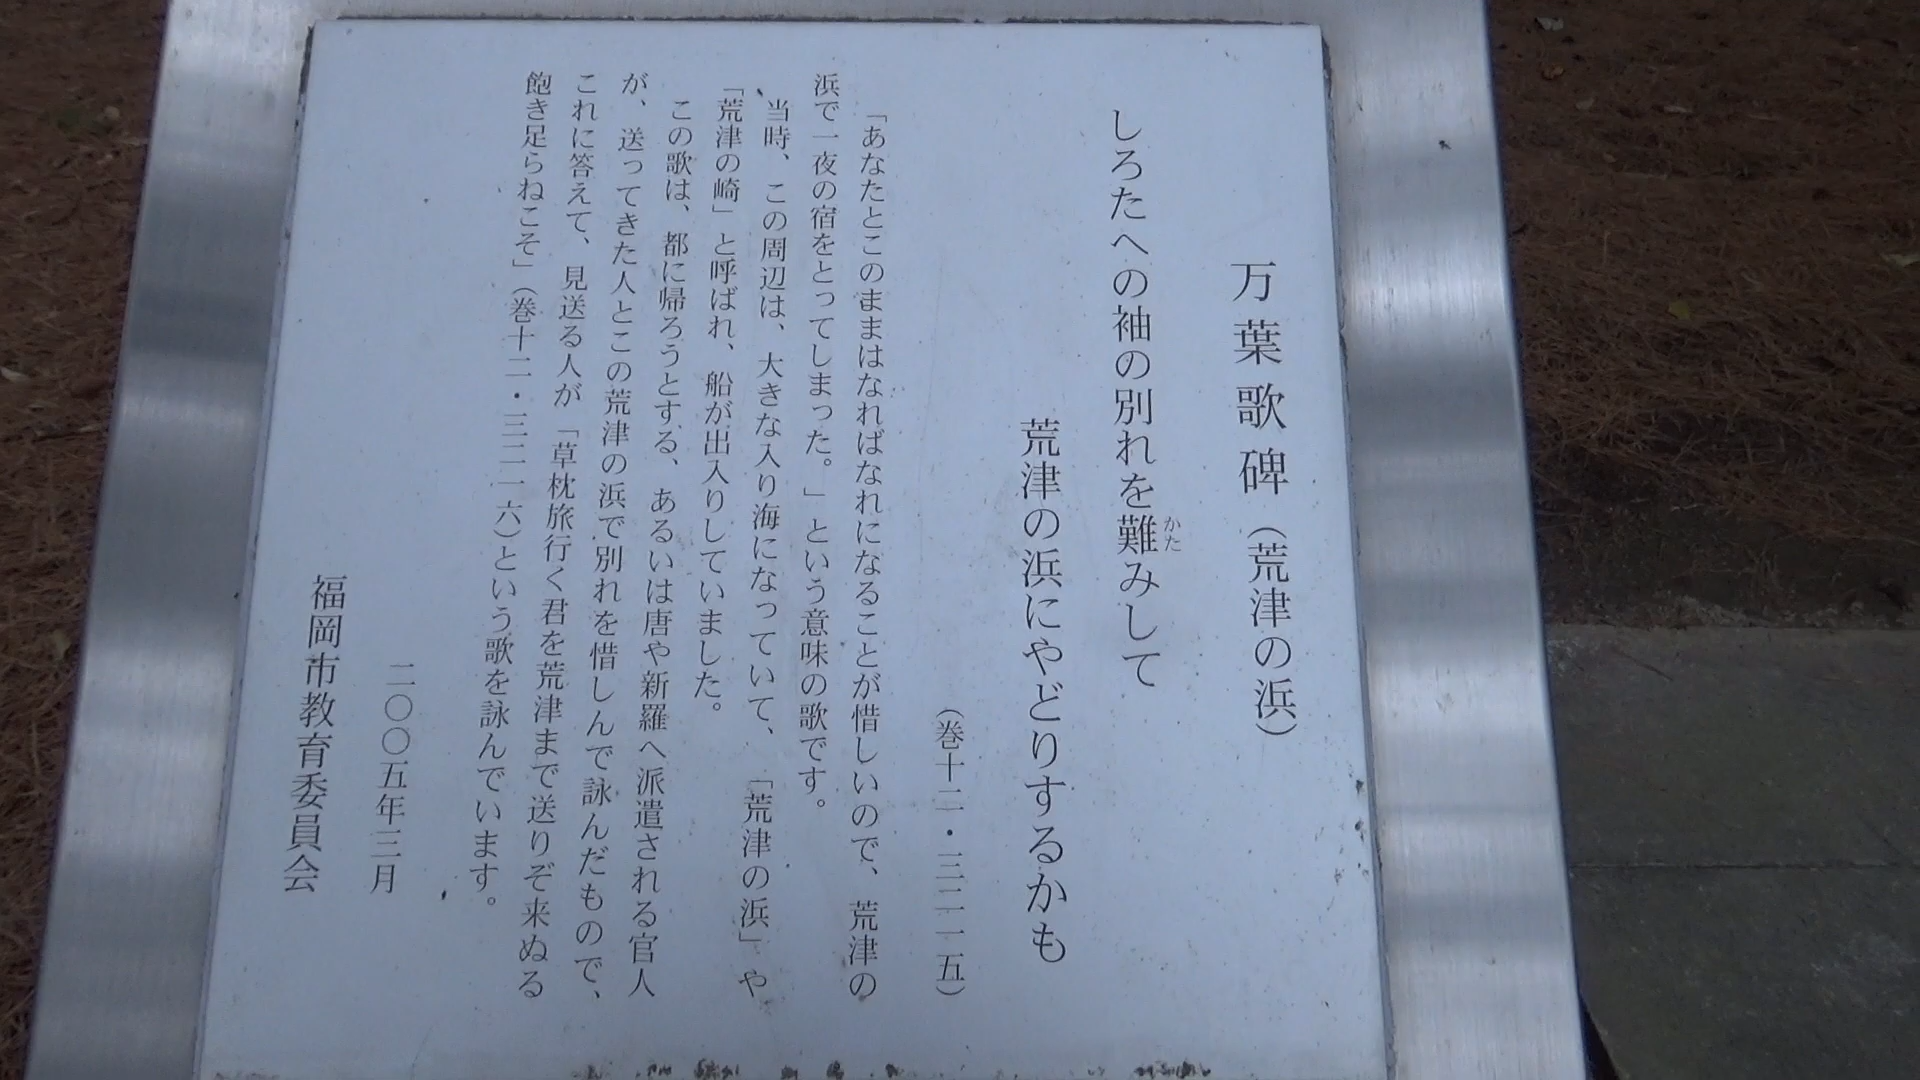 万葉歌碑（荒津の浜）
しろたへの袖の別れを難みして
かた
荒津の浜にやどりするかも
（巻十二・三二一五）
「あなたとこのままはなればなれになることが惜しいので、荒津の
浜で一夜の宿をとってしまった。」という意味の歌です。
当時、この周辺は、大きな入り海になっていて、「荒津の浜」や
「荒津の崎」と呼ばれ、船が出入りしていました。
この歌は、都に帰ろうとする、あるいは唐や新羅へ派遣される官人
が、送ってきた人とこの荒津の浜で別れを惜しんで詠んだもので、
これに答えて、見送る人が「草枕旅行く君を荒津まで送りぞ来ぬる
飽き足らねこそ」（巻十二・三二一六）という歌を詠んでいます。
二〇〇五年三月
福岡市教育委員会